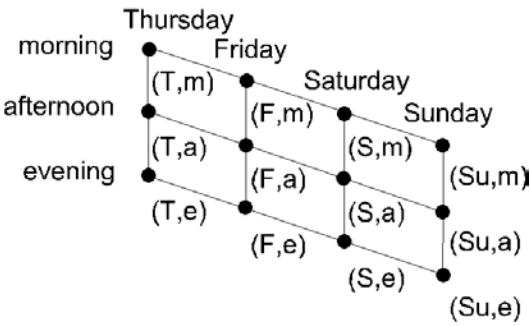 Thursday
morning
Friday
(T,m)
Saturday
afternoon
(F,m)
Sunday
(T,a)
(S,m)
evening
(F,a)
(Su,m)
(T,e)
(S,a)
(F,e)
(Su,a)
(S,e)
(Su,e)